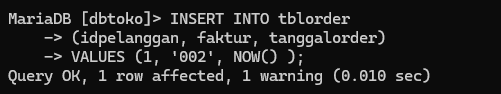 MariaDB [dbtoko]> INSERT INTO tblorder
    -> (idpelanggan, faktur, tanggalorder)
    -> VALUES (1, '002', NOW() );
Query OK, 1 row affected, 1 warning (0.010 sec)